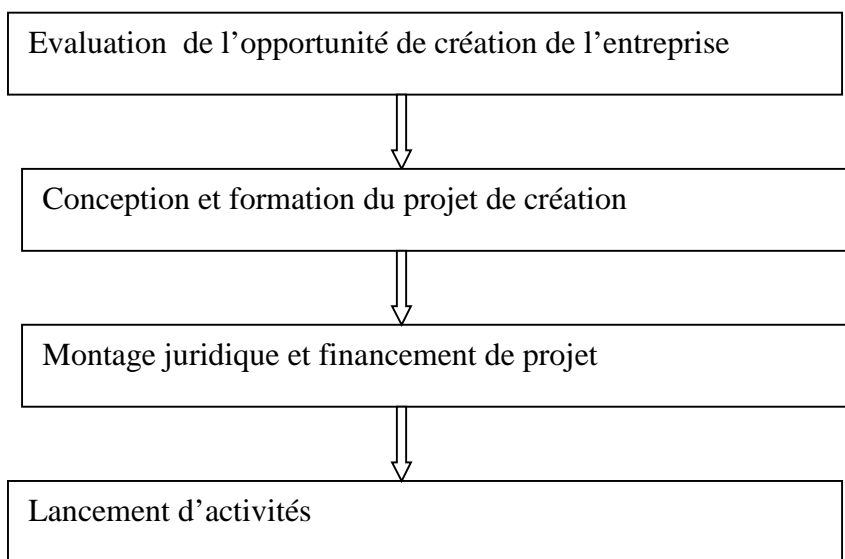 Evaluation de l’opportunité de création de l’entreprise
Conception et formation du projet de création
Montage juridique et financement de projet
Lancement d’activités